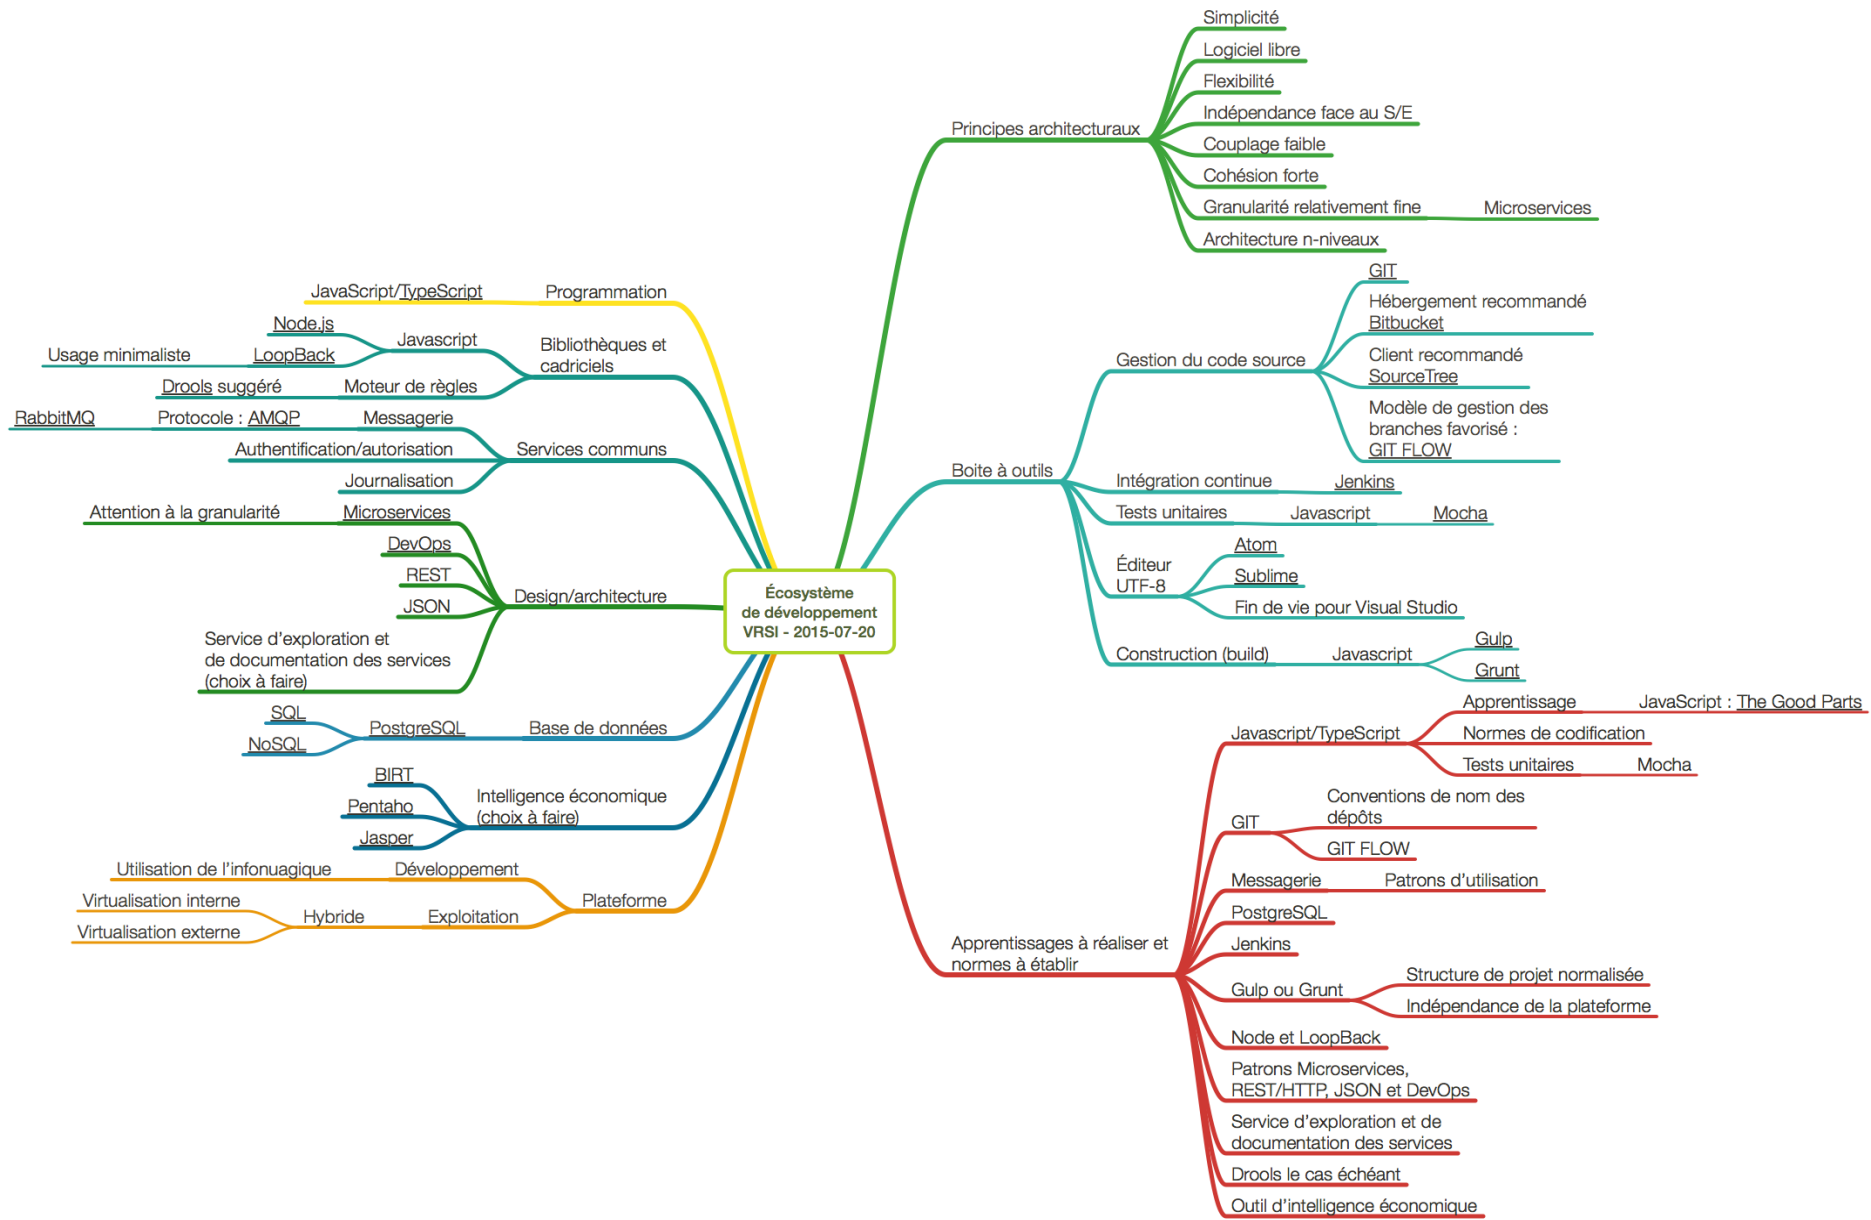 Écosystème
de développement
VRSI - 2015-07-20
Principes architecturaux
Simplicité
Logiciel libre
Flexibilité
Indépendance face au S/E
Couplage faible
Cohésion forte
Granularité relativement fine
Microservices
Architecture n-niveaux
Boite à outils
Gestion du code source
GIT
Hébergement recommandé
Bitbucket
Client recommandé
SourceTree
Modèle de gestion des
branches favorisé :
GIT FLOW
Intégration continue
Jenkins
Tests unitaires
Javascript
Mocha
Éditeur
UTF-8
Atom
Sublime
Fin de vie pour Visual Studio
Construction (build)
Javascript
Gulp
Grunt
Apprentissages à réaliser et
normes à établir
Javascript/TypeScript
Apprentissage
JavaScript : The Good Parts
Normes de codification
Tests unitaires
Mocha
GIT
Conventions de nom des
dépôts
GIT FLOW
Messagerie
Patrons d’utilisation
PostgreSQL
Jenkins
Gulp ou Grunt
Structure de projet normalisée
Indépendance de la plateforme
Node et LoopBack
Patrons Microservices,
REST/HTTP, JSON et DevOps
Service d’exploration et de
documentation des services
Drools le cas échéant
Outil d’intelligence économique
Programmation
JavaScript/TypeScript
Bibliothèques et
cadriciels
Javascript
Node.js
LoopBack
Usage minimaliste
Moteur de règles
Drools suggéré
Services communs
Messagerie
Protocole : AMQP
RabbitMQ
Authentification/autorisation
Journalisation
Design/architecture
Microservices
Attention à la granularité
DevOps
REST
JSON
Service d’exploration et
de documentation des services
(choix à faire)
Base de données
PostgreSQL
SQL
NoSQL
Intelligence économique
(choix à faire)
BIRT
Pentaho
Jasper
Plateforme
Développement
Utilisation de l’infonuagique
Exploitation
Hybride
Virtualisation interne
Virtualisation externe